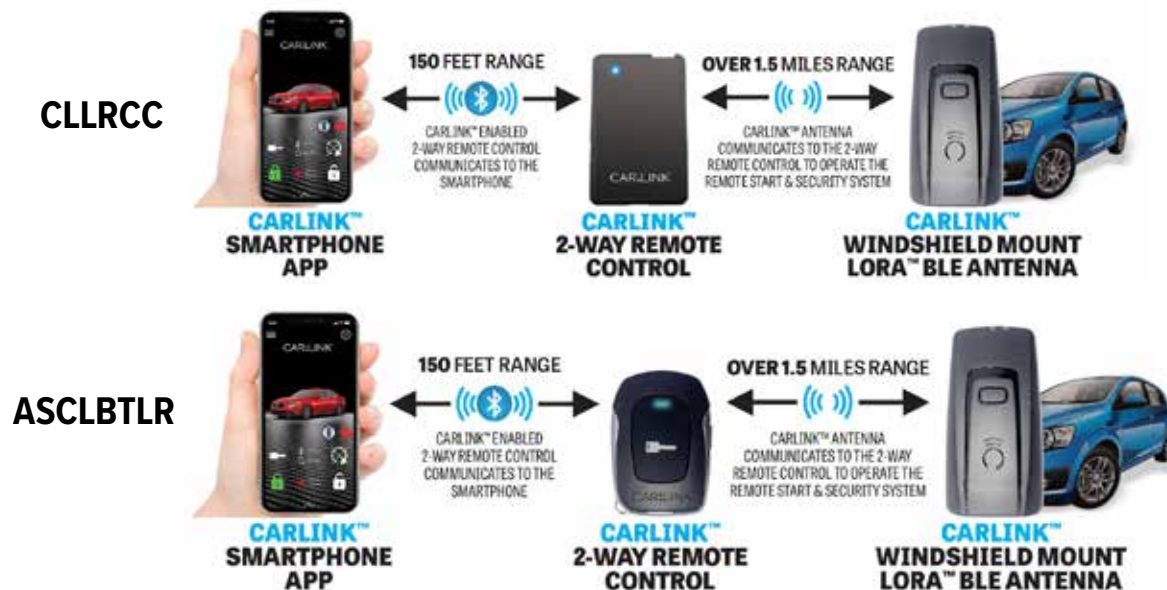 CLLRCC
CARLINK
150 FEET RANGE
CARLINK™ ENABLED
2-WAY REMOTE CONTROL
COMMUNICATES TO THE
SMARTPHONE
CARLINK
OVER 1.5 MILES RANGE
CARLINK™ ANTENNA
COMMUNICATES TO THE 2-WAY
REMOTE CONTROL TO OPERATE THE
REMOTE START & SECURITY SYSTEM
CARLINK™
SMARTPHONE
APP
CARLINK™
2-WAY REMOTE
CONTROL
CARLINK™
WINDSHIELD MOUNT
LORA™ BLE ANTENNA
ASCLBTLR
CARLINK
150 FEET RANGE
CARLINK™ ENABLED
2-WAY REMOTE CONTROL
COMMUNICATES TO THE
SMARTPHONE
CARLINK
OVER 1.5 MILES RANGE
CARLINK™ ANTENNA
COMMUNICATES TO THE 2-WAY
REMOTE CONTROL TO OPERATE THE
REMOTE START & SECURITY SYSTEM
CARLINK™
SMARTPHONE
APP
CARLINK™
2-WAY REMOTE
CONTROL
CARLINK™
WINDSHIELD MOUNT
LORA™ BLE ANTENNA